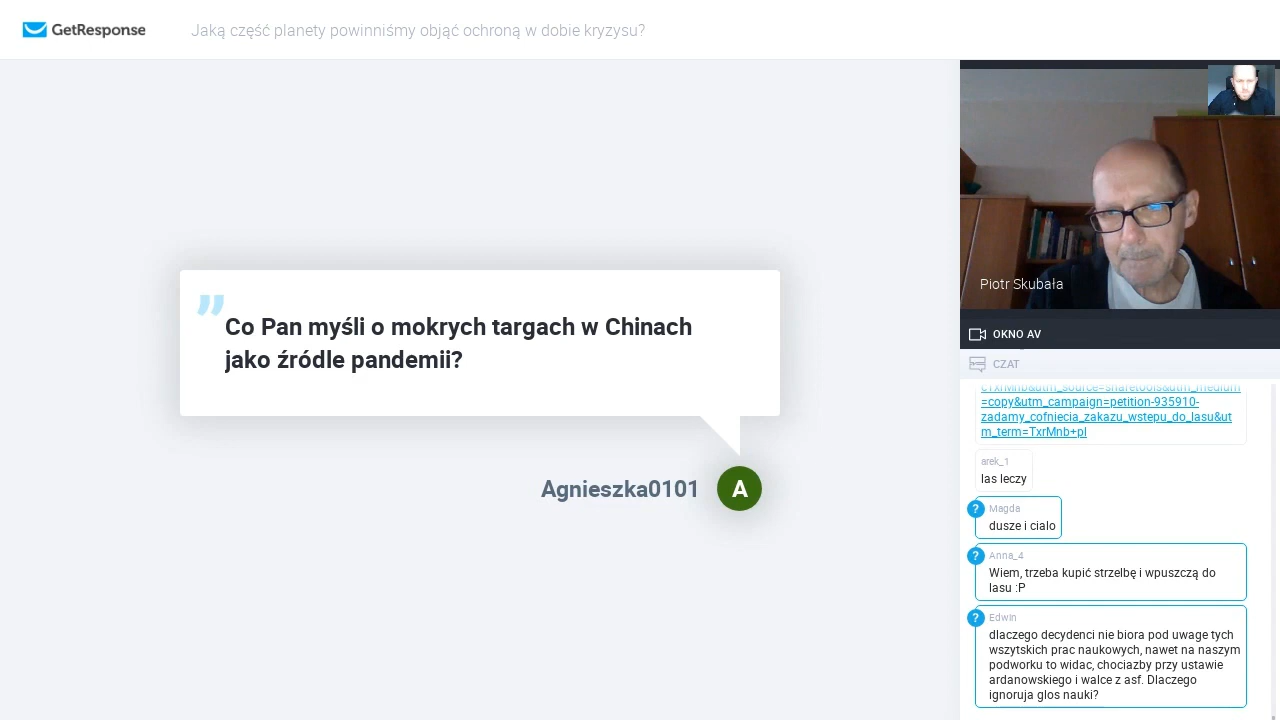 GetResponse
Jaką część planety powinniśmy objąć ochroną w dobie kryzysu?
”
Co Pan myśli o mokrych targach w Chinach
jako źródle pandemii?
Agnieszka0101
A
Piotr Skubała
OKNO AV
CZAT
=copy&utm_campaign=petition-935910-
zadamy_cofniecia_zakazu_wstepu_do_lasu&ut
m_term=TxrMnb+pl
arek_1
las leczy
?
Magda
dusze i cialo
?
Anna_4
Wiem, trzeba kupić strzelbę i wpuszczą do
lasu :P
?
Edwin
dlaczego decydenci nie biora pod uwage tych
wszytskich prac naukowych, nawet na naszym
podworku to widac, chociazby przy ustawie
ardanowskiego i walce z asf. Dlaczego
ignoruja glos nauki?